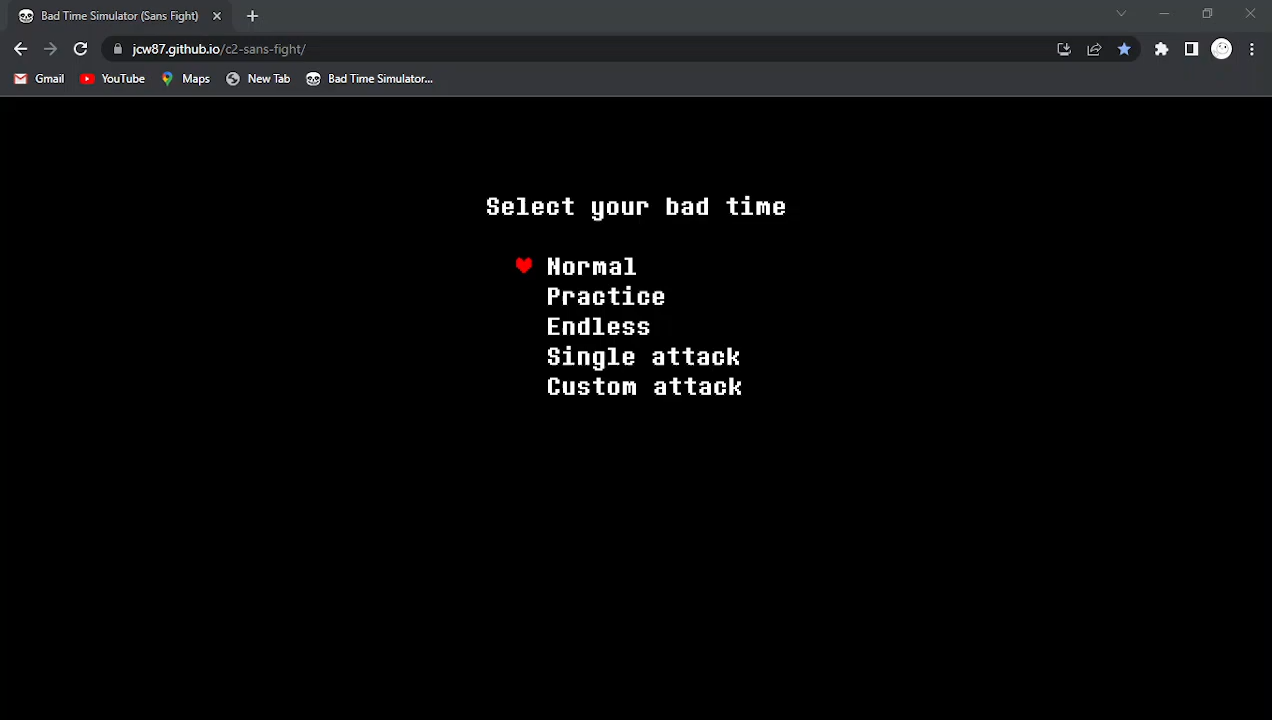 Bad Time Simulator (Sans Fight)
jcw87.github.io/c2-sans-fight/
Gmail YouTube Maps New Tab Bad Time Simulator...
Select your bad time
Normal
Practice
Endless
Single attack
Custom attack